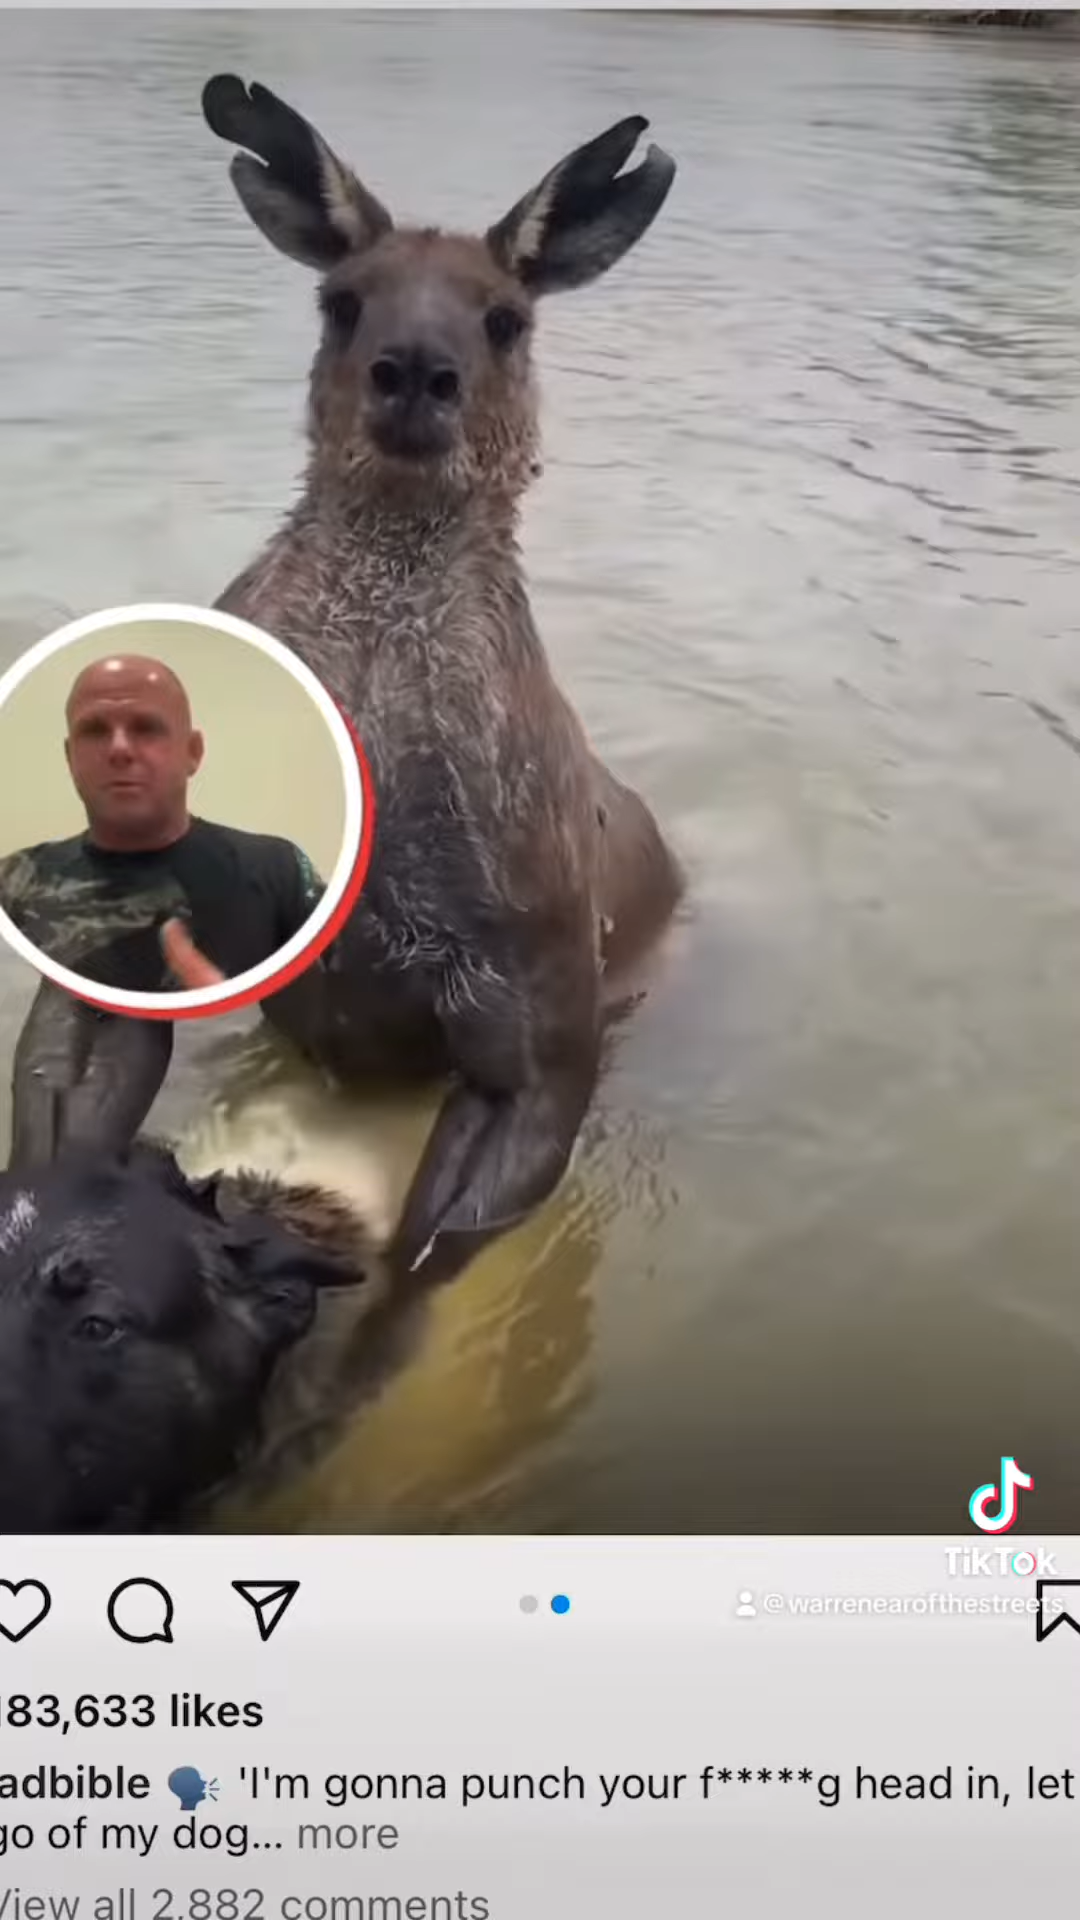 TikTok
@warrenearofthestreets
183,633 likes
adbible 🗣️ 'I'm gonna punch your f*****g head in, let
go of my dog... more
View all 2,882 comments